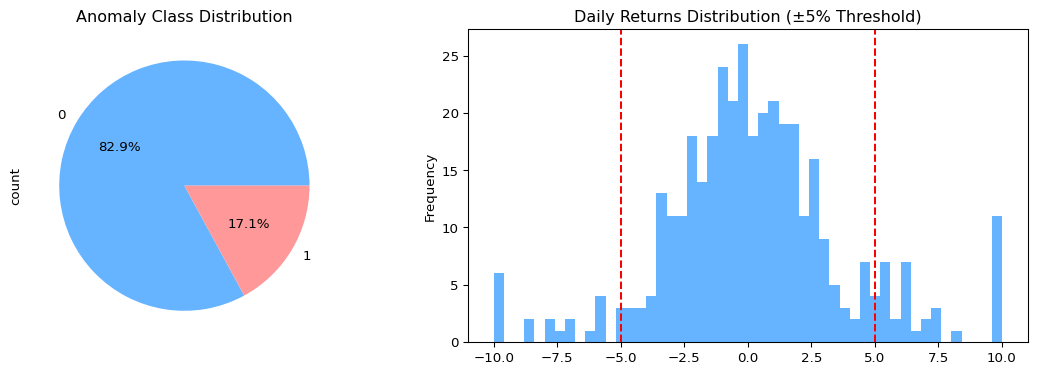 Anomaly Class Distribution
count
0
82.9%
17.1%
1
Daily Returns Distribution (±5% Threshold)
Frequency
25
20
15
10
5
0
−10.0 −7.5 −5.0 −2.5 0.0 2.5 5.0 7.5 10.0